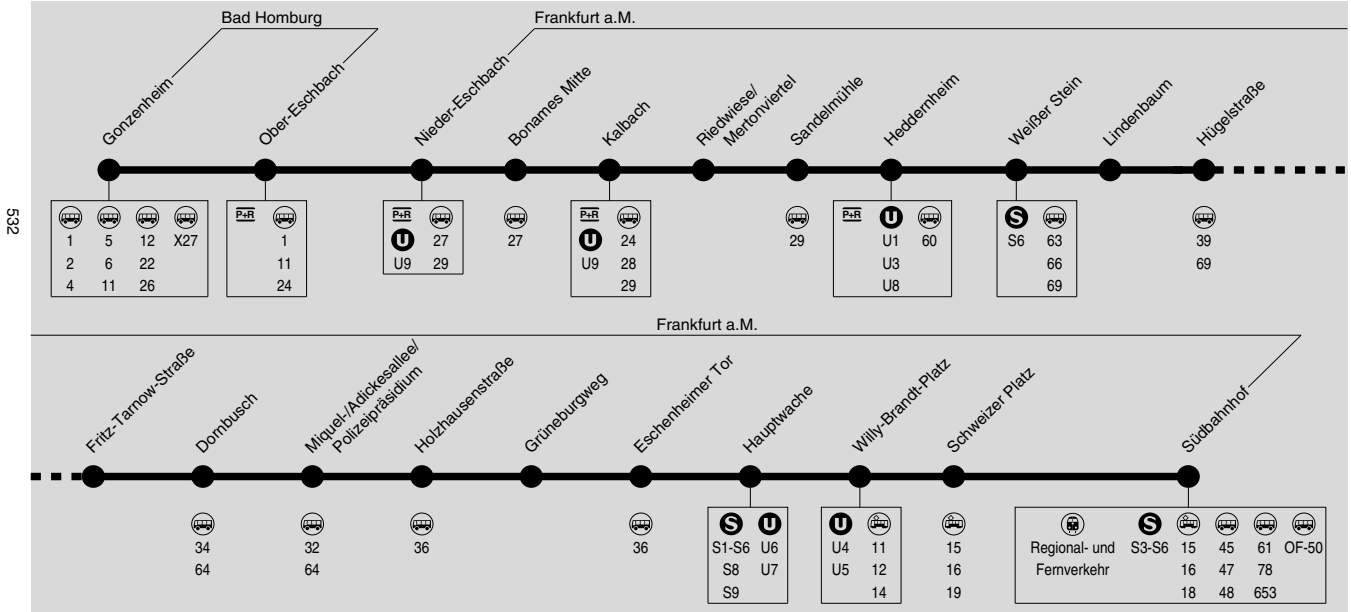 Bad Homburg
Frankfurt a.M.
Gonzenheim
Ober-Eschbach
Nieder-Eschbach
Bonames Mitte
Kalbach
Riedwiese/
Mertonviertel
Sandelmühle
Heddernheim
Weißer Stein
Lindenbaum
Hügelstraße
532
1 5 12 X27
2 6 22
4 11 26
P+R
1
11
24
P+R
U 27
U9 29
27
P+R
U 24
U9 28
29
29
P+R U
U1 60
U3
U8
S
S6 63
66
69
39
69
Frankfurt a.M.
Fritz-Tarnow-Straße
Dornbusch
Miquel-/Adickesallee/
Polizeipräsidium
Holzhausenstraße
Grüneburgweg
Eschenheimer Tor
Hauptwache
Willy-Brandt-Platz
Schweizer Platz
Südbahnhof
34
64
32
64
36
36
S U
S1-S6 U6
S8 U7
S9
U
U4 11
U5 12
14
15
16
19
S
Regional- und S3-S6 15 45 61 OF-50
Fernverkehr 16 47 78
18 48 653